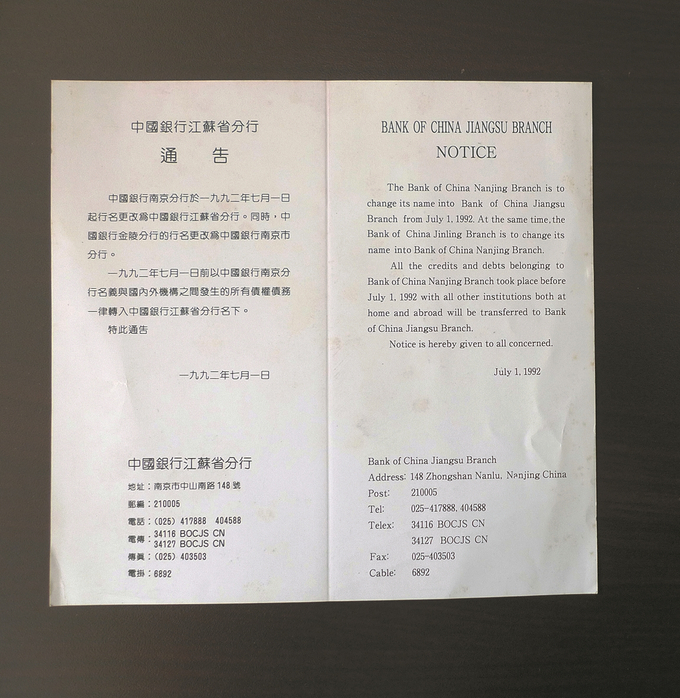 中國銀行江蘇省分行
通 告
中國銀行南京分行於一九九二年七月一日
起行名更改為中國銀行江蘇省分行。同時，中
國銀行金陵分行的行名更改為中國銀行南京市
分行。
一九九二年七月一日前以中國銀行南京分
行名義與國內外機構之間發生的所有債權債務
一律轉入中國銀行江蘇省分行名下。
特此通告
一九九二年七月一日
中國銀行江蘇省分行
地址：南京市中山南路148號
郵編：210005
電話：(025) 417888 404588
電傳：34116 BOCJS CN
34127 BOCJS CN
傳眞：(025) 403503
電掛：6892
BANK OF CHINA JIANGSU BRANCH
NOTICE
The Bank of China Nanjing Branch is to
change its name into Bank of China Jiangsu
Branch from July 1, 1992. At the same time, the
Bank of China Jinling Branch is to change its
name into Bank of China Nanjing Branch.
All the credits and debts belonging to
Bank of China Nanjing Branch took place before
July 1, 1992 with all other institutions both at
home and abroad will be transferred to Bank
of China Jiangsu Branch.
Notice is hereby given to all concerned.
July 1, 1992
Bank of China Jiangsu Branch
Address: 148 Zhongshan Nanlu, Nanjing China
Post: 210005
Tel: 025-417888, 404588
Telex: 34116 BOCJS CN
34127 BOCJS CN
Fax: 025-403503
Cable: 6892